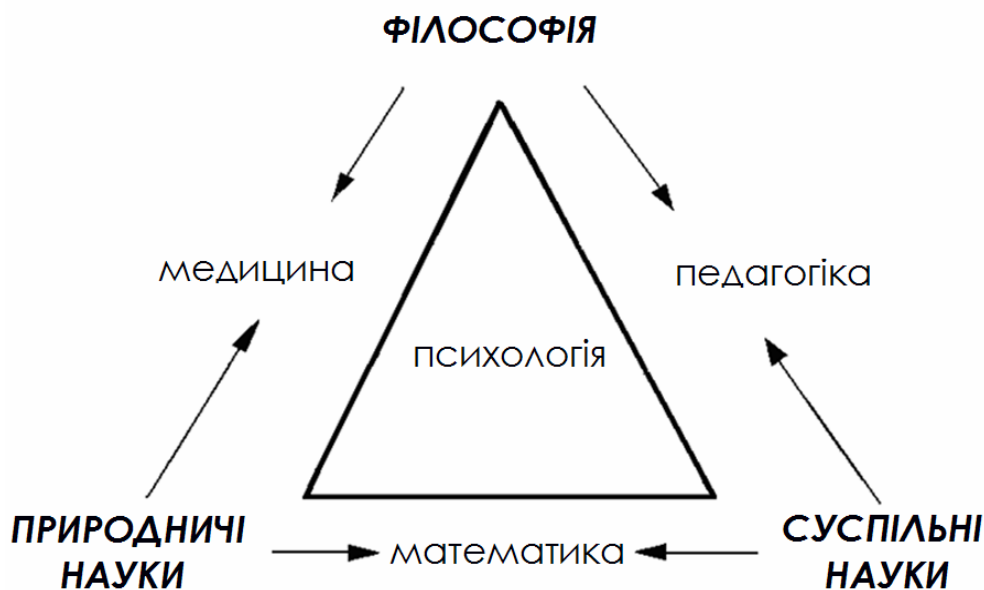 ФІЛОСОФІЯ
медицина
педагогіка
психологія
ПРИРОДНИЧІ
НАУКИ
математика
СУСПІЛЬНІ
НАУКИ